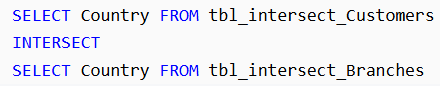 SELECT Country FROM tbl_intersect_Customers
INTERSECT
SELECT Country FROM tbl_intersect_Branches